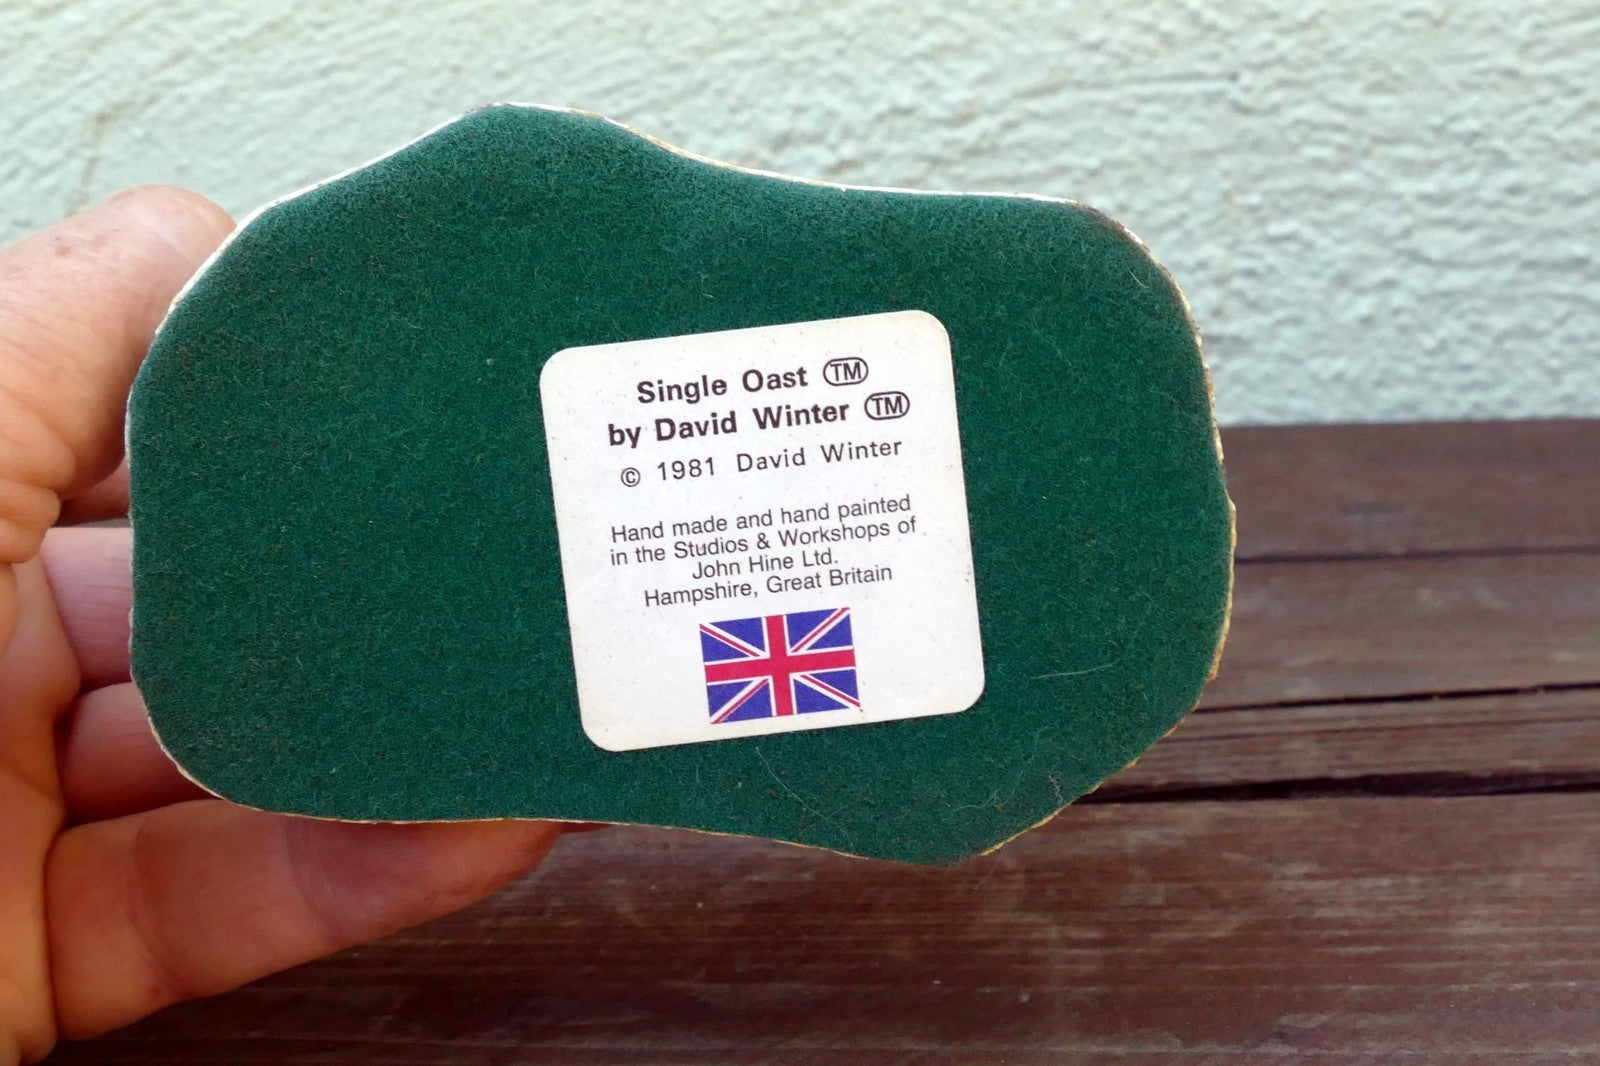 Single Oast TM
by David Winter TM
© 1981 David Winter
Hand made and hand painted
in the Studios & Workshops of
John Hine Ltd.
Hampshire, Great Britain